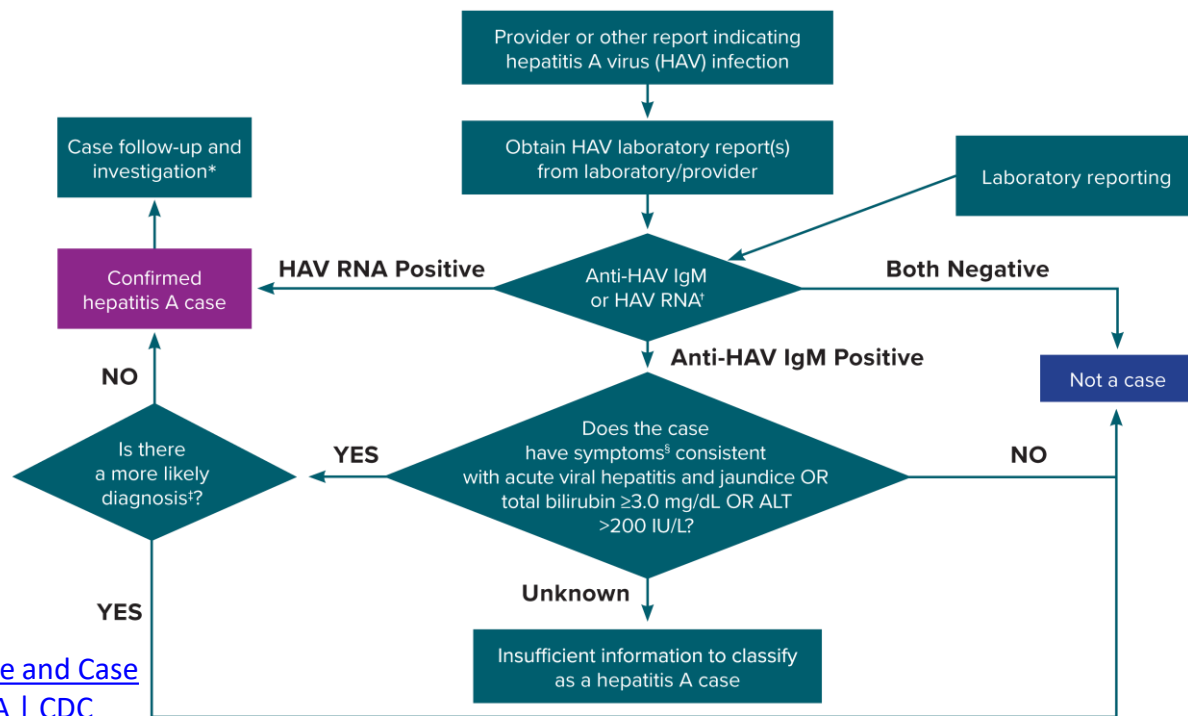 Provider or other report indicating
hepatitis A virus (HAV) infection
Case follow-up and
investigation*
Obtain HAV laboratory report(s)
from laboratory/provider
Laboratory reporting
HAV RNA Positive
Confirmed
hepatitis A case
Anti-HAV IgM
or HAV RNA†
Both Negative
Anti-HAV IgM Positive
NO
Not a case
Is there
a more likely
diagnosis‡?
YES
Does the case
have symptoms§ consistent
with acute viral hepatitis and jaundice OR
total bilirubin ≥3.0 mg/dL OR ALT
>200 IU/L?
NO
Unknown
YES
Insufficient information to classify
as a hepatitis A case
and Case
| CDC